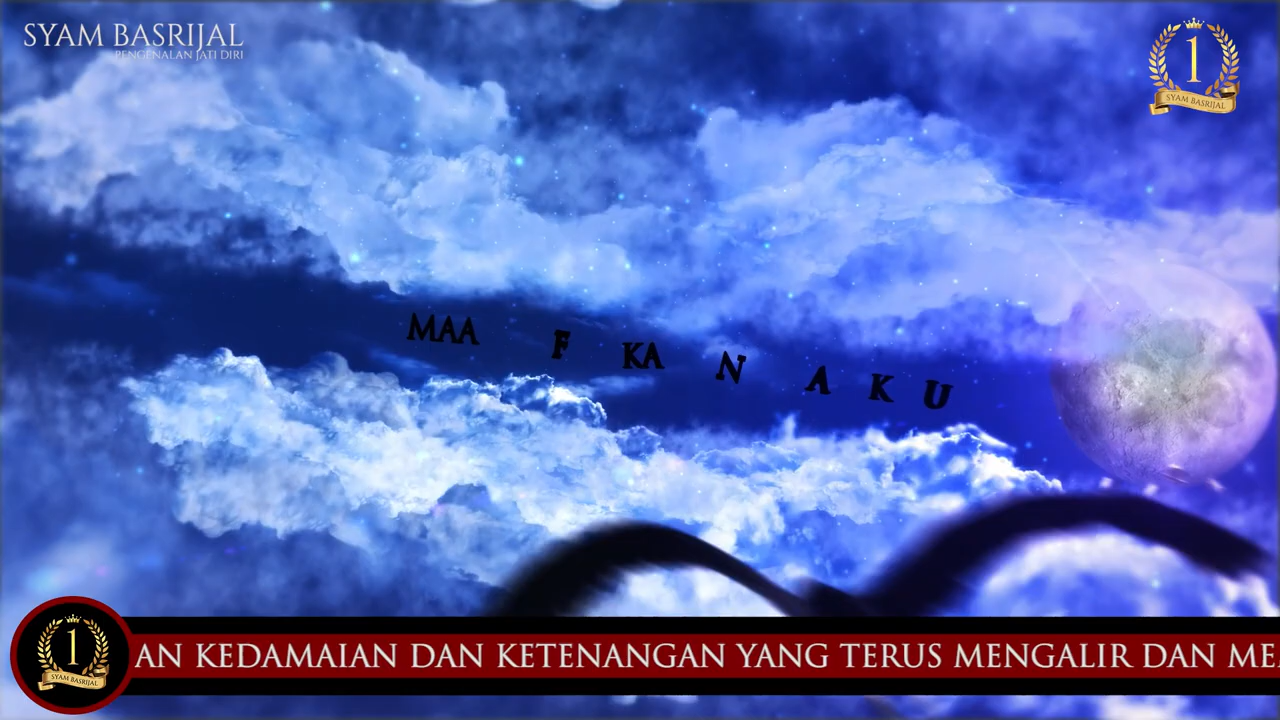 SYAM BASRIJAL
PENGENALAN JATI DIRI
1
SYAM BASRIJAL
MAA F KA N A K U
1
SYAM BASRIJAL
AN KEDAMAIAN DAN KETENANGAN YANG TERUS MENGALIR DAN ME